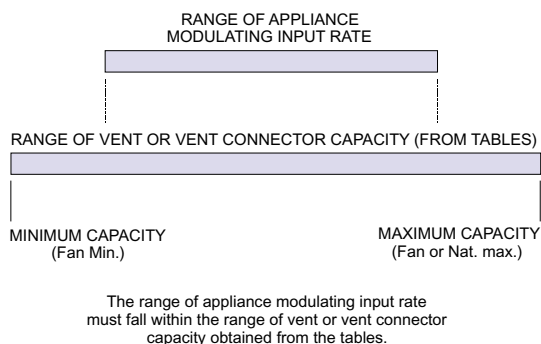 RANGE OF APPLIANCE
MODULATING INPUT RATE
RANGE OF VENT OR VENT CONNECTOR CAPACITY (FROM TABLES)
MINIMUM CAPACITY
(Fan Min.)
MAXIMUM CAPACITY
(Fan or Nat. max.)
The range of appliance modulating input rate
must fall within the range of vent or vent connector
capacity obtained from the tables.